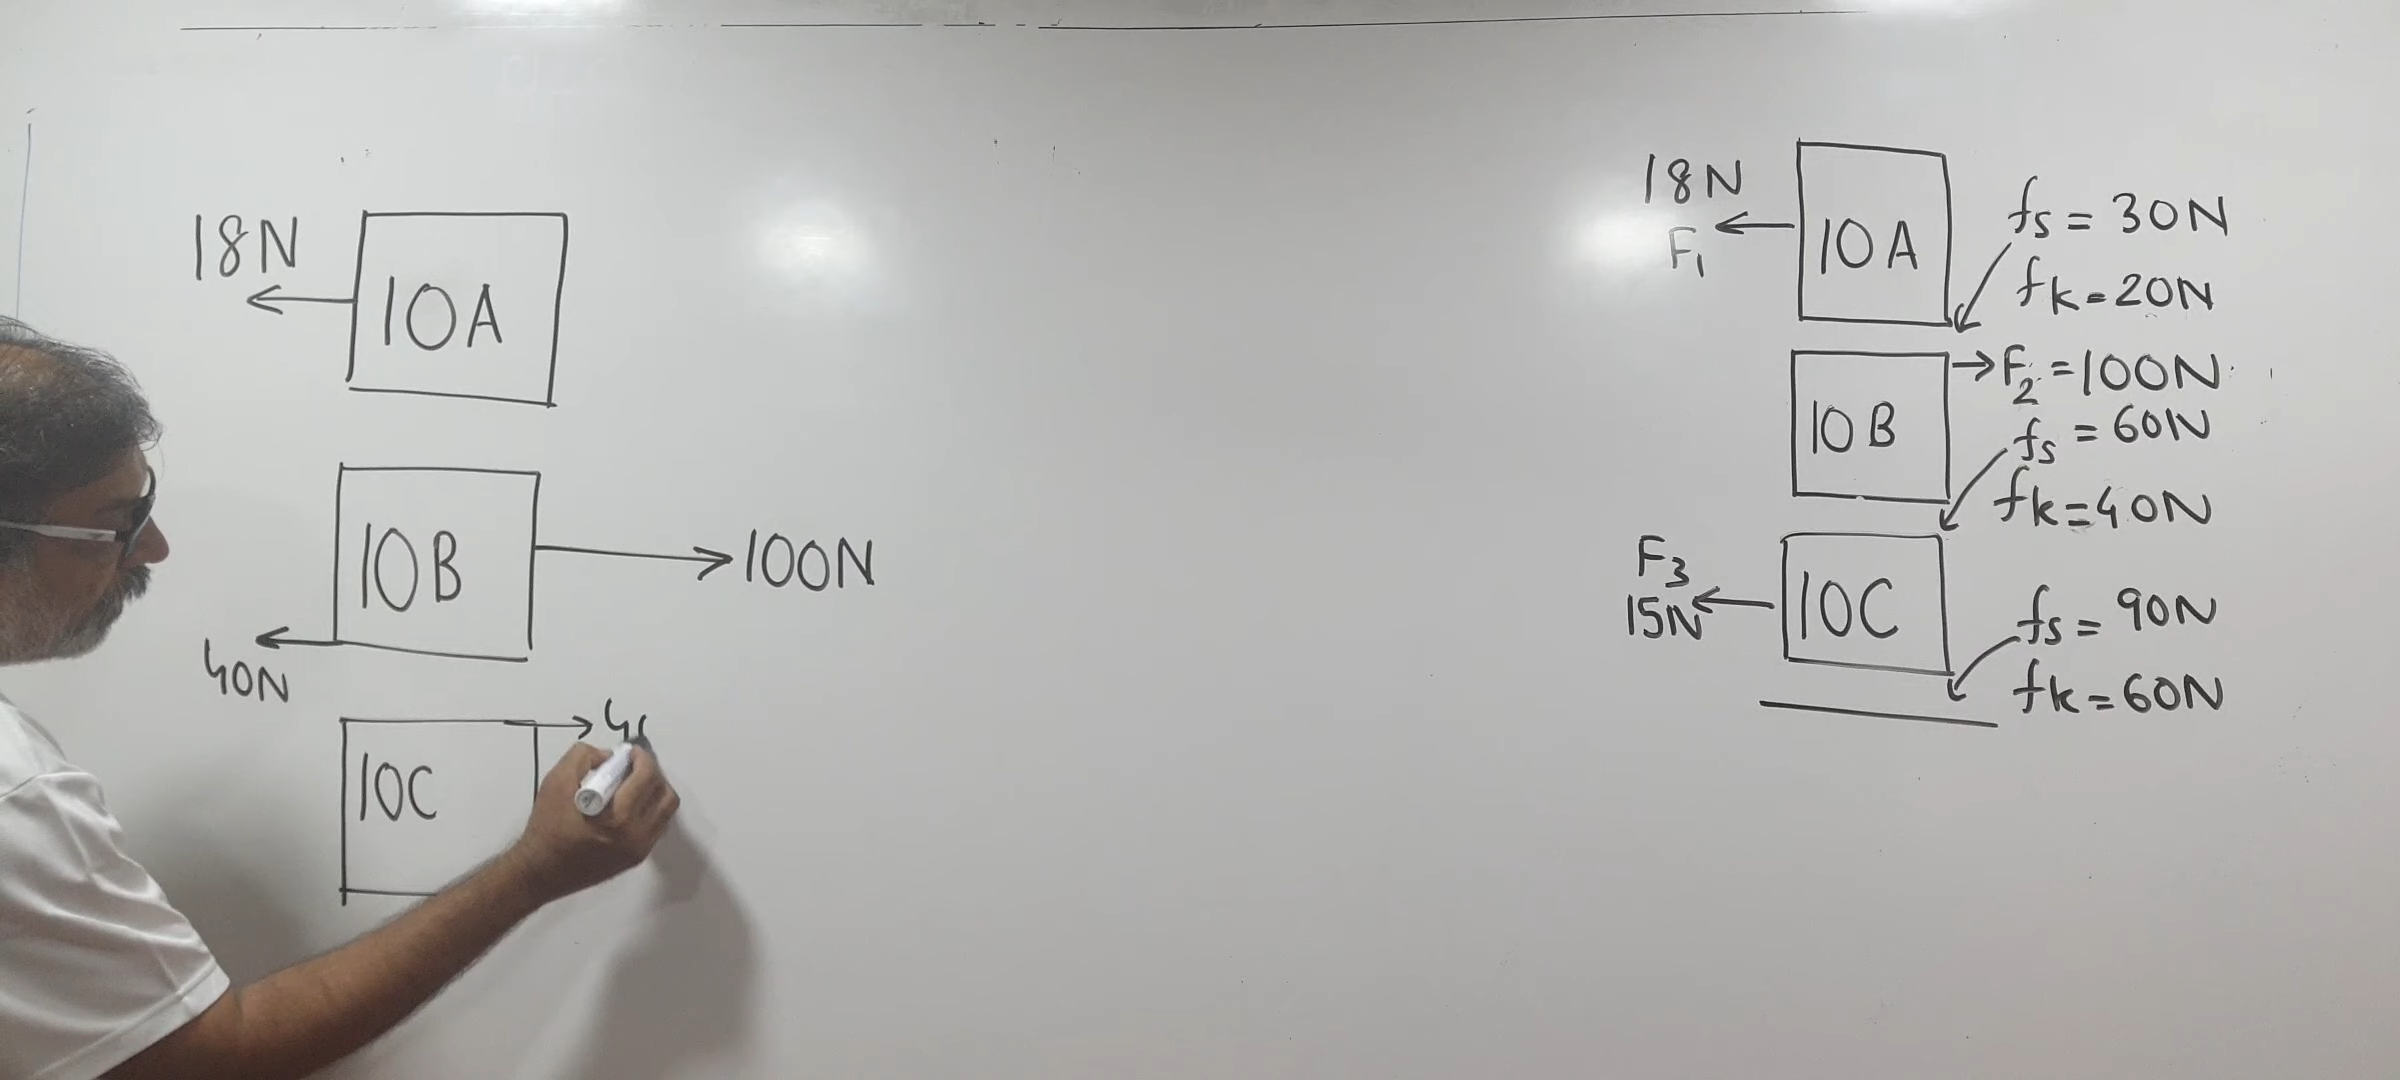 18N
10A
10B
100N
40N
10C
18N
F₁
10A
fs = 30N
fk = 20N
F₂ = 100N
10B
fs = 60N
fk = 40N
F₃
15N
10C
fs = 90N
fk = 60N